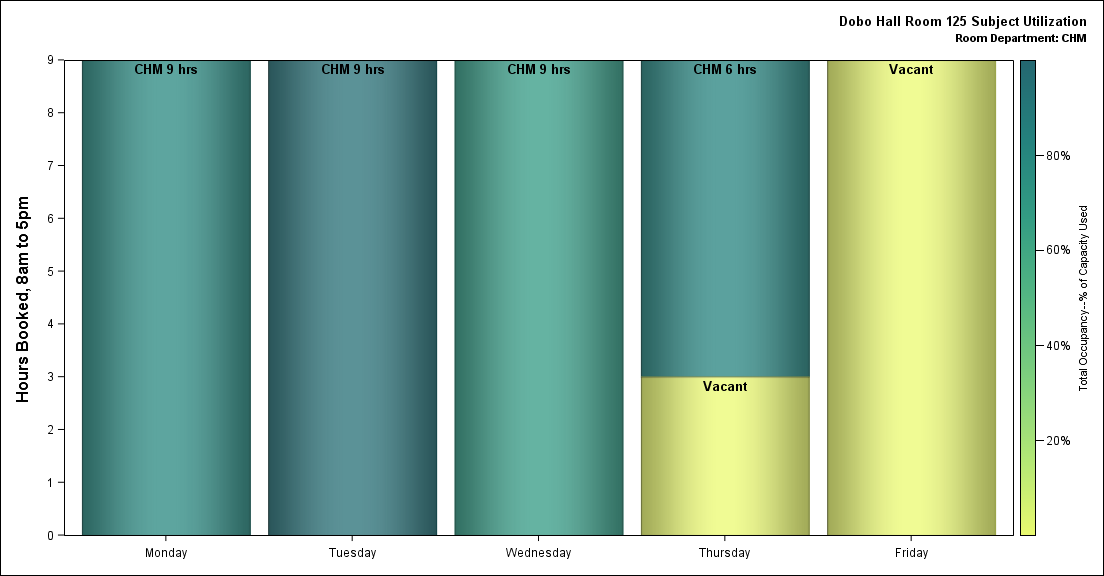 Dobo Hall Room 125 Subject Utilization
Room Department: CHM
Hours Booked, 8am to 5pm
9
8
7
6
5
4
3
2
1
0
CHM 9 hrs
CHM 9 hrs
CHM 9 hrs
CHM 6 hrs
Vacant
Vacant
Monday
Tuesday
Wednesday
Thursday
Friday
80%
60%
40%
20%
Total Occupancy--% of Capacity Used